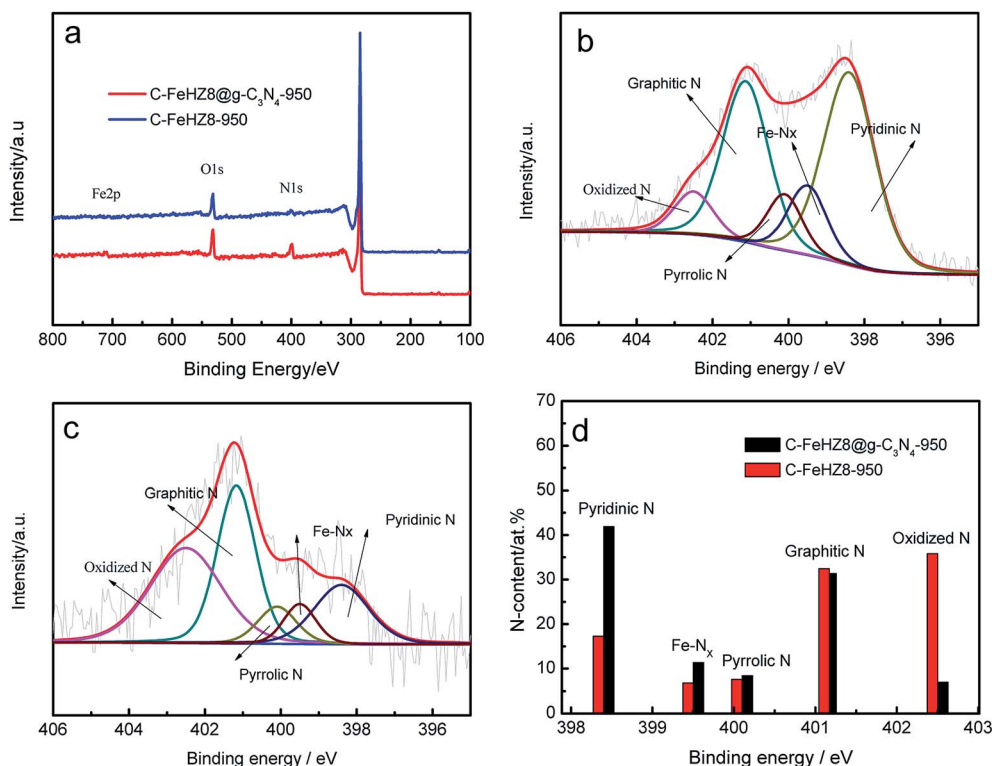 a
C-FeHZ8@g-C₃N₄-950
C-FeHZ8-950
Fe2p
O1s
N1s
Intensity/a.u
800 700 600 500 400 300 200 100
Binding Energy/eV
b
Graphitic N
Fe-Nx
Pyridinic N
Oxidized N
Pyrrolic N
Intensity/a.u.
406 404 402 400 398 396
Binding energy / eV
c
Graphitic N
Fe-Nx
Pyridinic N
Oxidized N
Pyrrolic N
Intensity/a.u.
406 404 402 400 398 396
Binding energy / eV
d
C-FeHZ8@g-C₃N₄-950
C-FeHZ8-950
Pyridinic N
Fe-Nₓ
Pyrrolic N
Graphitic N
Oxidized N
N-content/at.%
70
60
50
40
30
20
10
0
398 399 400 401 402 403
Binding energy / eV